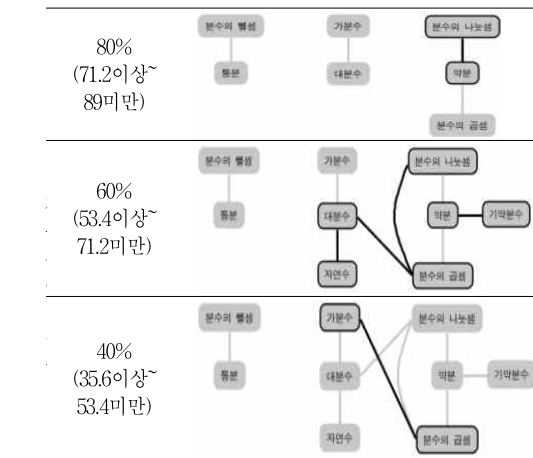 80%
(71.2이상~
89미만)
분수의 뺄셈
가분수
분수의 나눗셈
통분
대분수
약분
분수의 곱셈
60%
(53.4이상~
71.2미만)
분수의 뺄셈
가분수
분수의 나눗셈
통분
대분수
약분
기약분수
자연수
분수의 곱셈
40%
(35.6이상~
53.4미만)
분수의 뺄셈
가분수
분수의 나눗셈
통분
대분수
약분
기약분수
자연수
분수의 곱셈